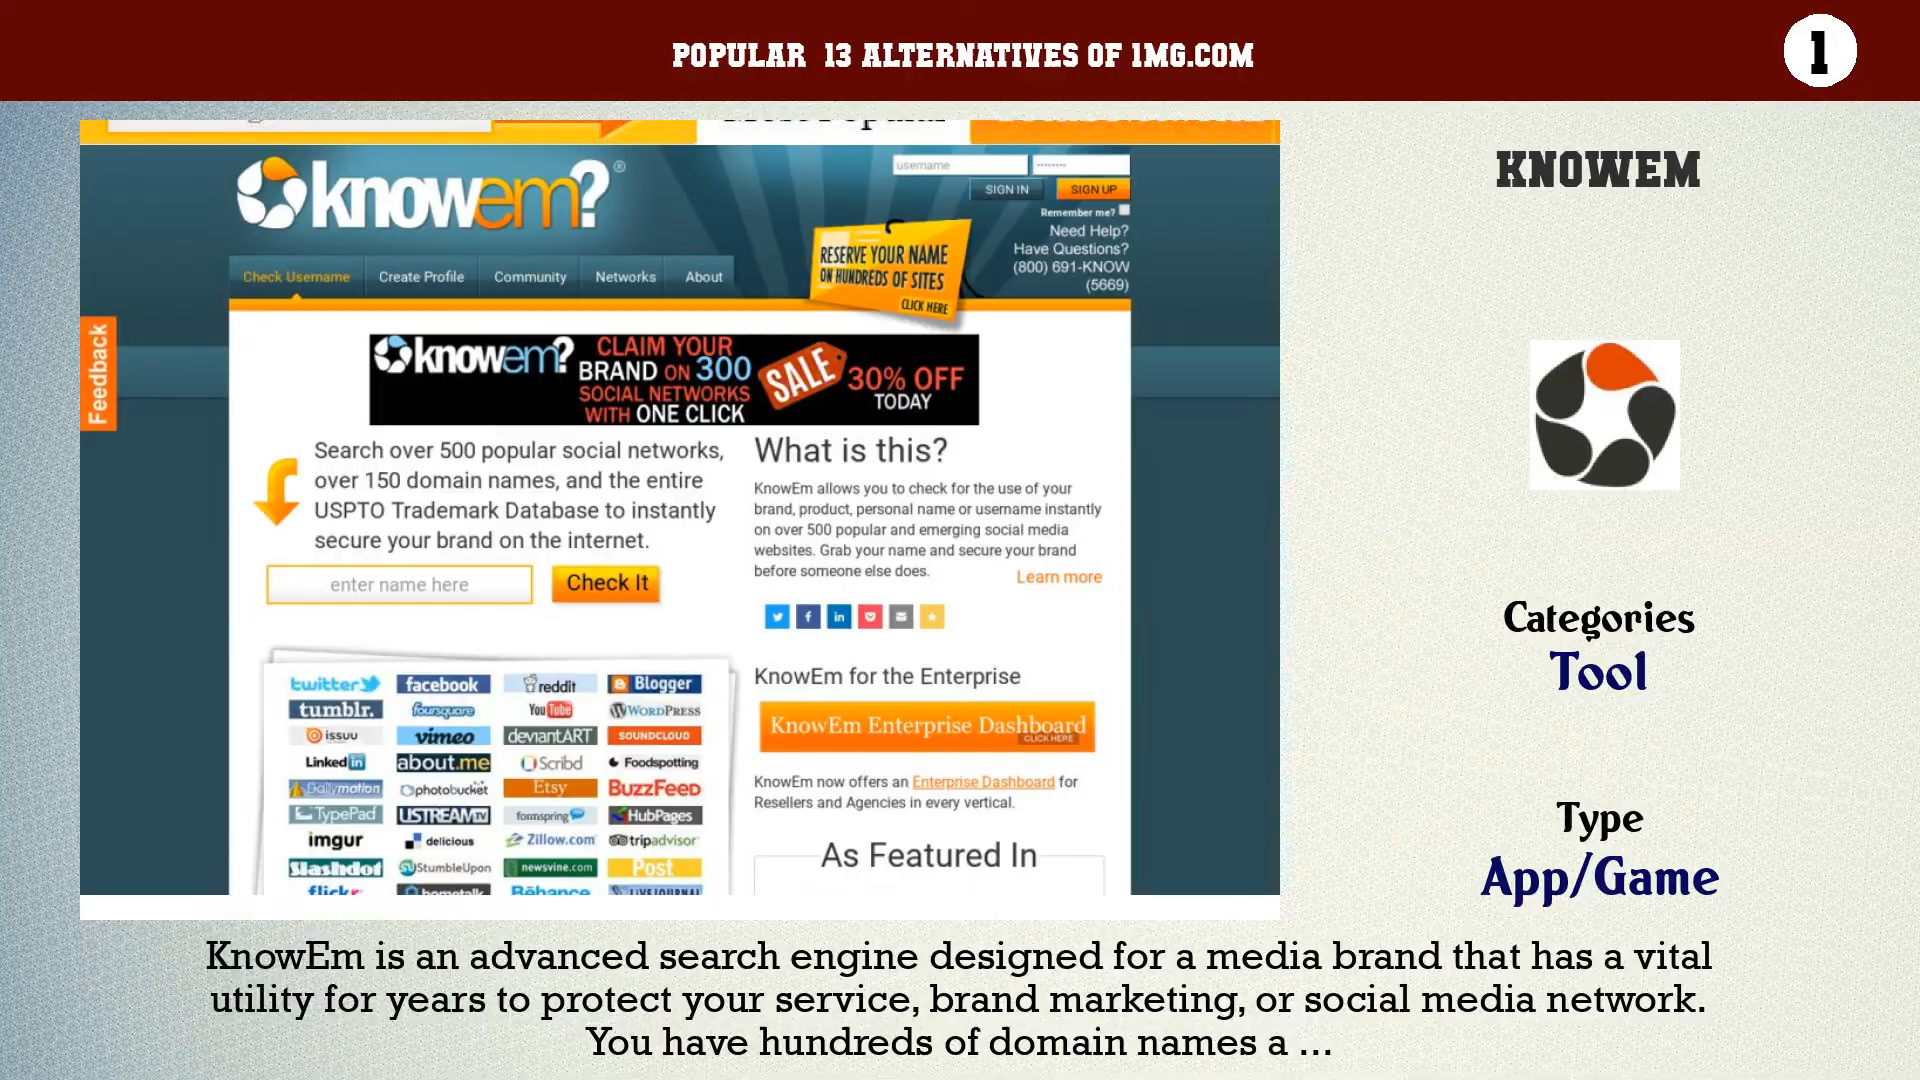 POPULAR 13 ALTERNATIVES OF 1MG.COM
1
KNOWEM
knowem?®
username
SIGN IN
SIGN UP
Remember me?
Need Help?
Have Questions?
(800) 691-KNOW
(5669)
RESERVE YOUR NAME
ON HUNDREDS OF SITES
CLICK HERE
Check Username
Create Profile
Community
Networks
About
Feedback
knowem?
CLAIM YOUR
BRAND ON 300
SOCIAL NETWORKS
WITH ONE CLICK
SALE
30% OFF
TODAY
Search over 500 popular social networks,
over 150 domain names, and the entire
USPTO Trademark Database to instantly
secure your brand on the internet.
enter name here
Check It
What is this?
KnowEm allows you to check for the use of your
brand, product, personal name or username instantly
on over 500 popular and emerging social media
websites. Grab your name and secure your brand
before someone else does.
Learn more
twitter facebook reddit Blogger
tumblr. foursquare YouTube WORDPRESS
issuu vimeo deviantART SOUNDCLOUD
Linked in about.me Scribd Foodspotting
Dailymotion photobucket Etsy BuzzFeed
TypePad USTREAM TV formspring HubPages
imgur delicious Zillow.com tripadvisor
Slashdot StumbleUpon newsvine.com Post
flickr hometalk Bēhance LIVEJOURNAL
KnowEm for the Enterprise
KnowEm Enterprise Dashboard
CLICK HERE
KnowEm now offers an Enterprise Dashboard for
Resellers and Agencies in every vertical.
As Featured In
Categories
Tool
Type
App/Game
KnowEm is an advanced search engine designed for a media brand that has a vital
utility for years to protect your service, brand marketing, or social media network.
You have hundreds of domain names a ...